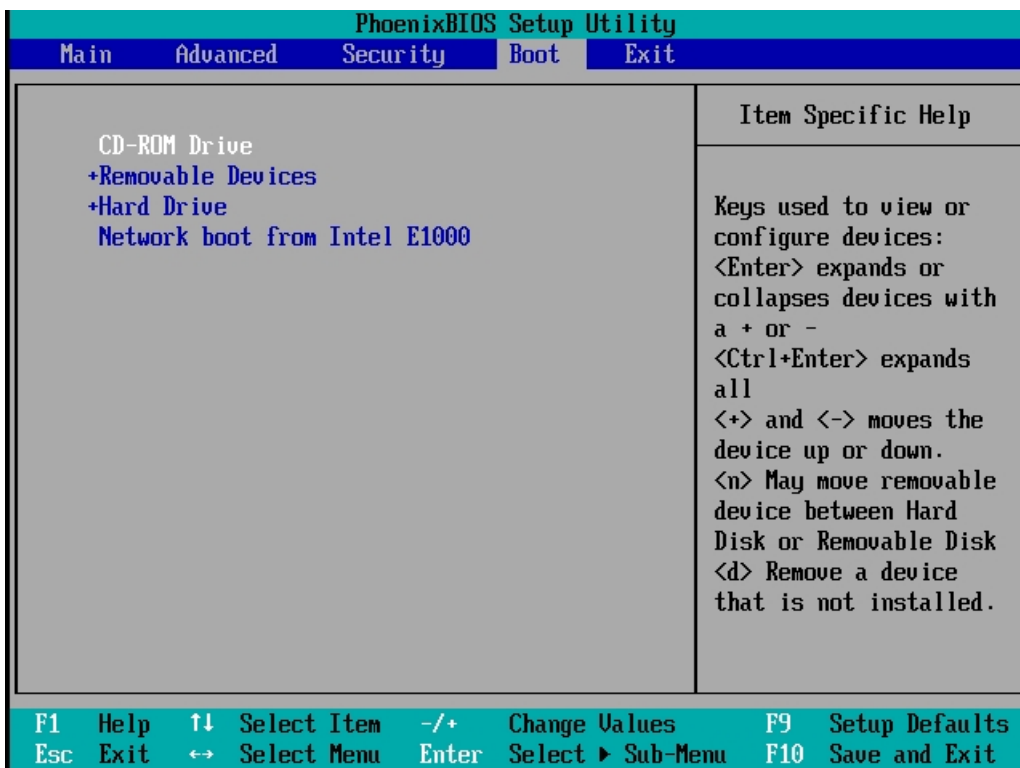 PhoenixBIOS Setup Utility
Main Advanced Security Boot Exit
CD-ROM Drive
+Removable Devices
+Hard Drive
Network boot from Intel E1000
Item Specific Help
Keys used to view or
configure devices:
<Enter> expands or
collapses devices with
a + or -
<Ctrl+Enter> expands
all
<+> and <-> moves the
device up or down.
<n> May move removable
device between Hard
Disk or Removable Disk
<d> Remove a device
that is not installed.
F1 Help ↑↓ Select Item -/+ Change Values F9 Setup Defaults
Esc Exit ↔ Select Menu Enter Select ▶ Sub-Menu F10 Save and Exit